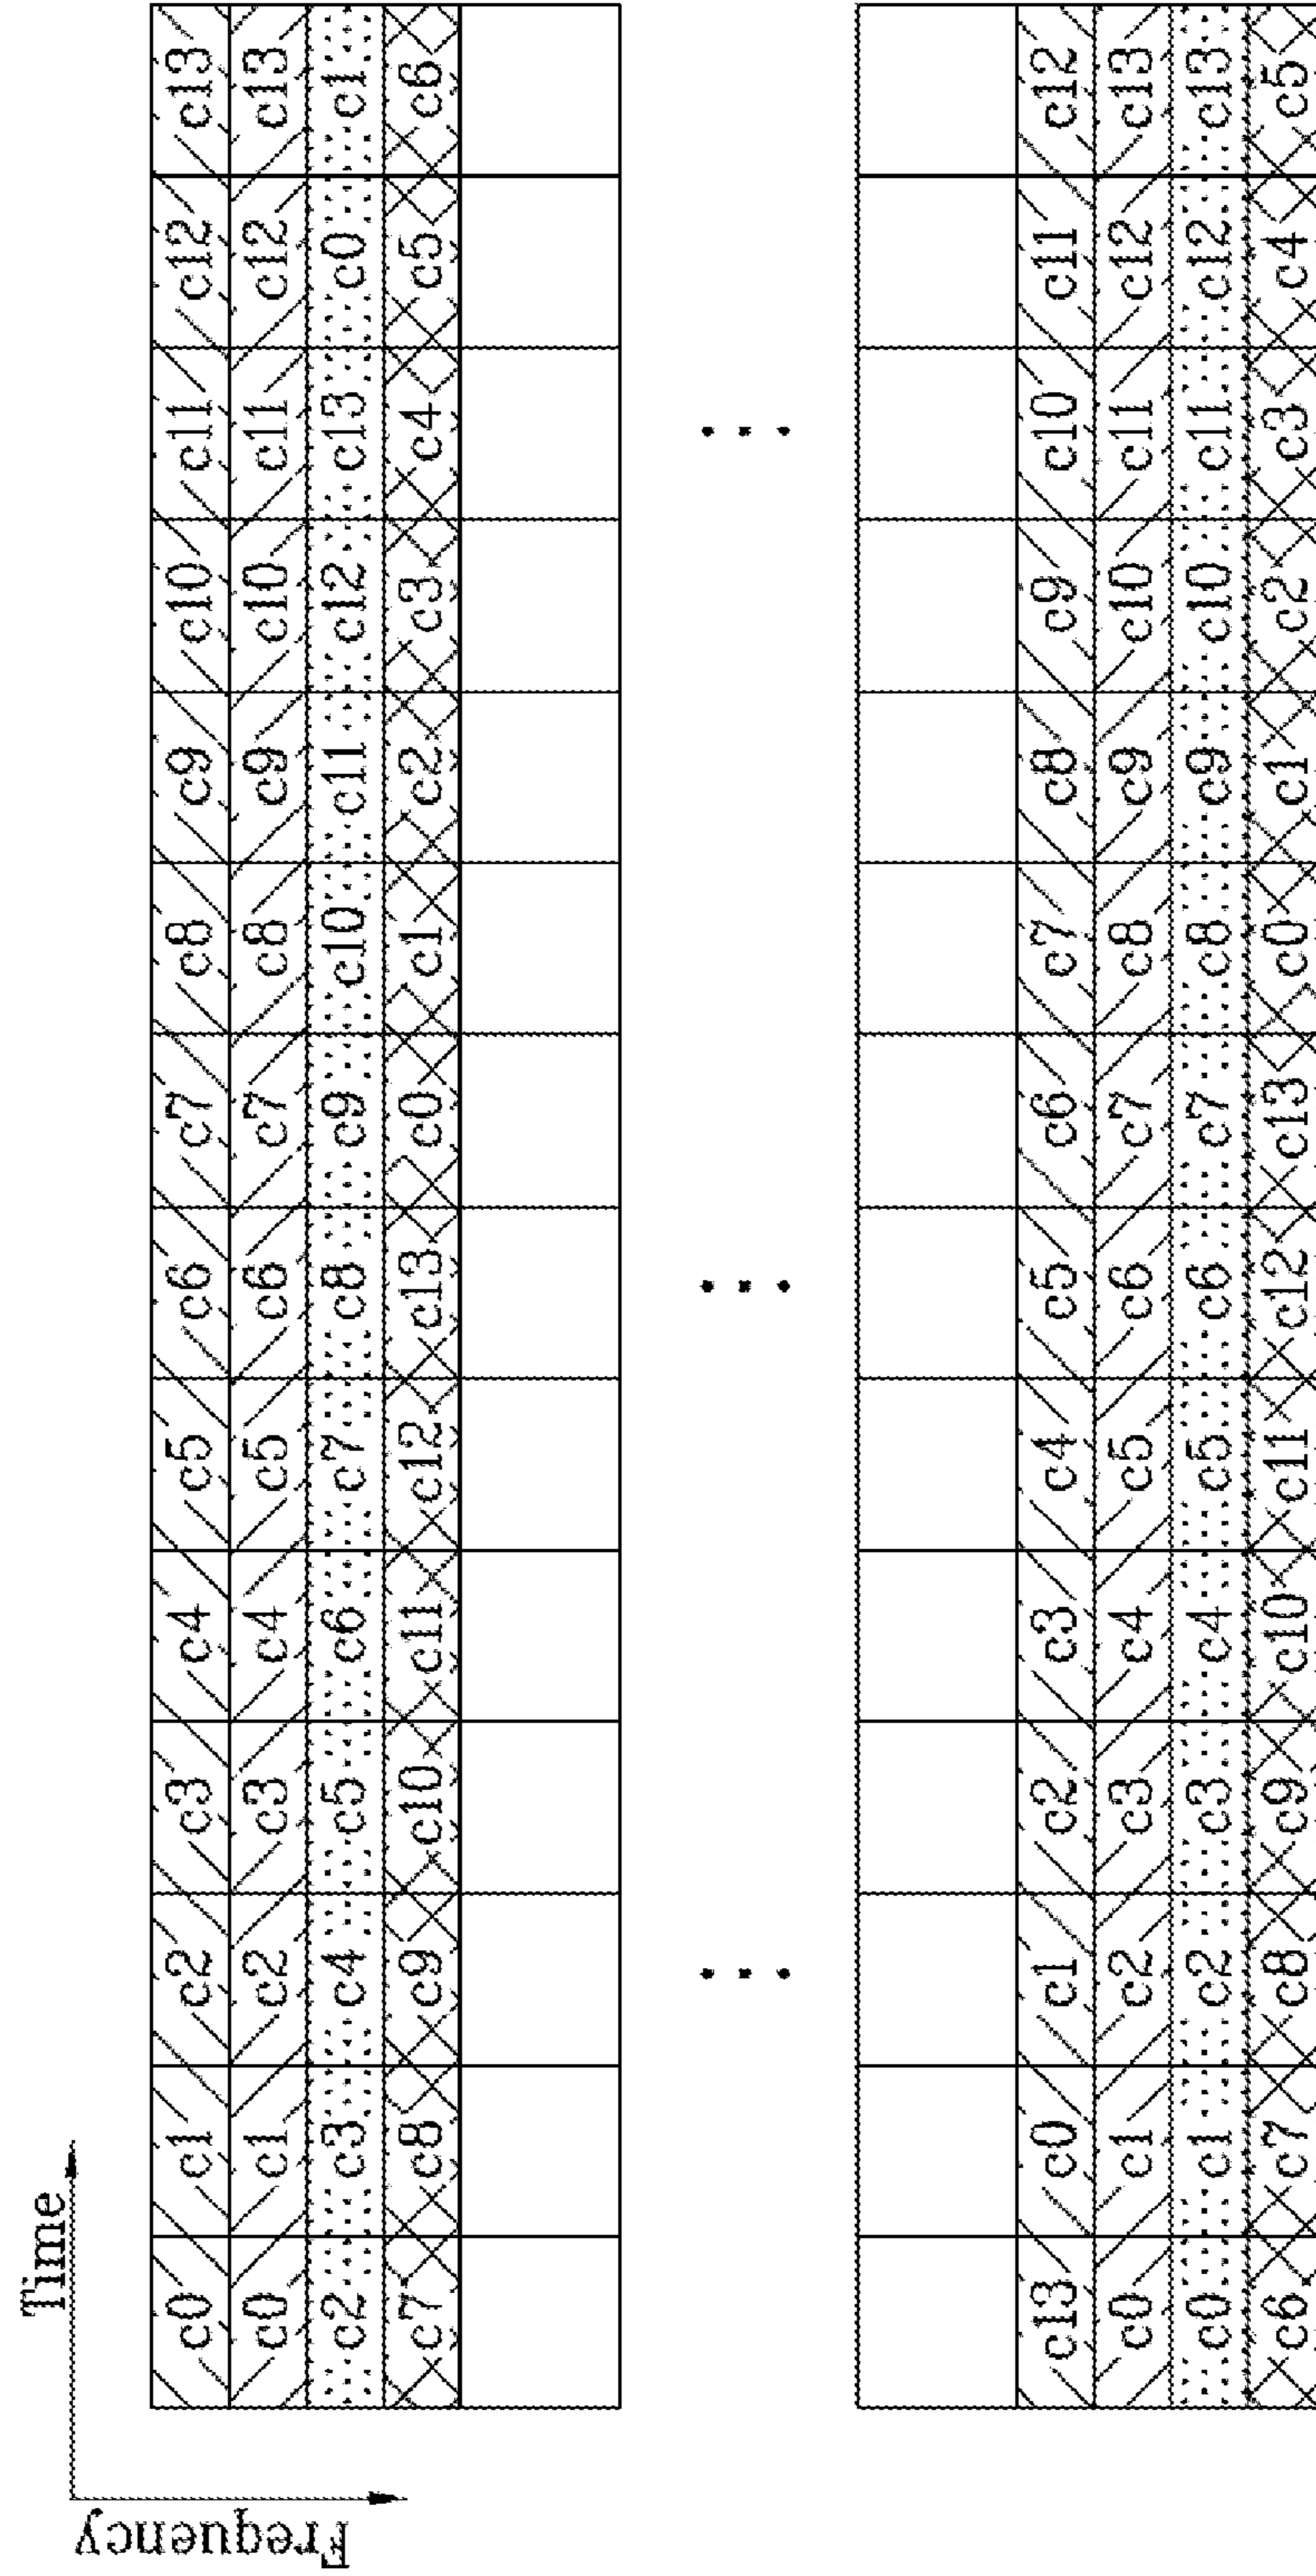 Time
Frequency
c0 c1 c2 c3 c4 c5 c6 c7 c8 c9 c10 c11 c12 c13
c0 c1 c2 c3 c4 c5 c6 c7 c8 c9 c10 c11 c12 c13
c2 c3 c4 c5 c6 c7 c8 c9 c10 c11 c12 c13 c0 c1
c7 c8 c9 c10 c11 c12 c13 c0 c1 c2 c3 c4 c5 c6
c13 c0 c1 c2 c3 c4 c5 c6 c7 c8 c9 c10 c11 c12
c0 c1 c2 c3 c4 c5 c6 c7 c8 c9 c10 c11 c12 c13
c0 c1 c2 c3 c4 c5 c6 c7 c8 c9 c10 c11 c12 c13
c6 c7 c8 c9 c10 c11 c12 c13 c0 c1 c2 c3 c4 c5